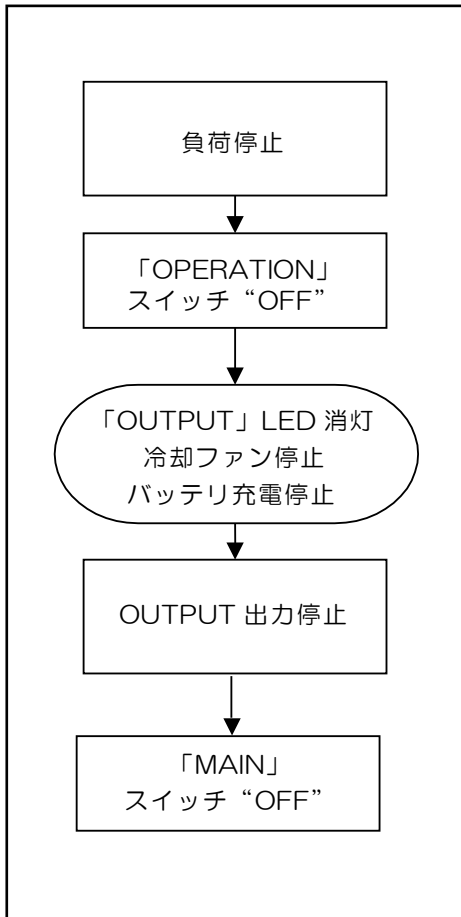 負荷停止
「OPERATION」
スイッチ“OFF”
「OUTPUT」LED 消灯
冷却ファン停止
バッテリ充電停止
OUTPUT 出力停止
「MAIN」
スイッチ“OFF”